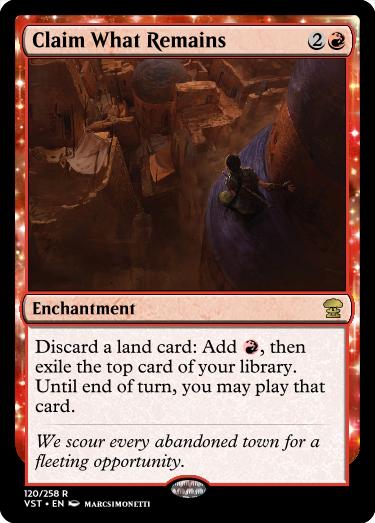 Claim What Remains 2
Enchantment
Discard a land card: Add , then
exile the top card of your library.
Until end of turn, you may play that
card.
We scour every abandoned town for a
fleeting opportunity.
120/258 R
VST • EN MARCSIMONETTI